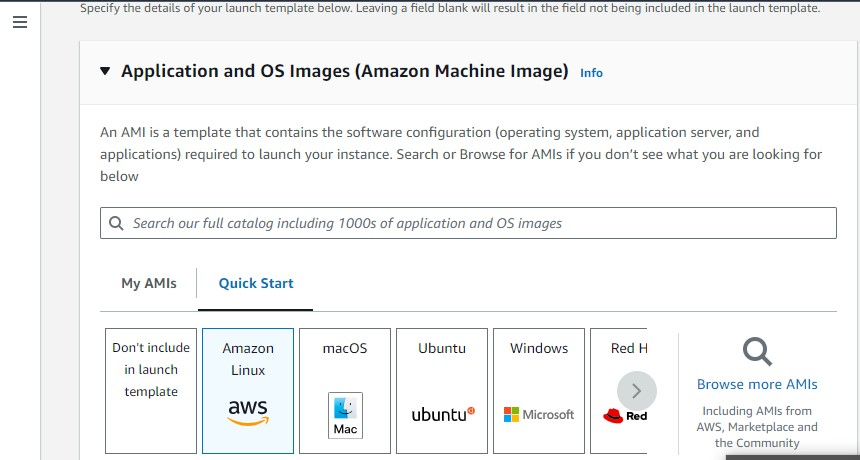 Specify the details of your launch template below. Leaving a field blank will result in the field not being included in the launch template.
Application and OS Images (Amazon Machine Image) Info
An AMI is a template that contains the software configuration (operating system, application server, and
applications) required to launch your instance. Search or Browse for AMIs if you don't see what you are looking for
below
Search our full catalog including 1000s of application and OS images
My AMIs
Quick Start
Don't include
in launch
template
Amazon
Linux
aws
macOS
Mac
Ubuntu
ubuntu
Windows
Microsoft
Red H
Red
Browse more AMIs
Including AMIs from
AWS, Marketplace and
the Community